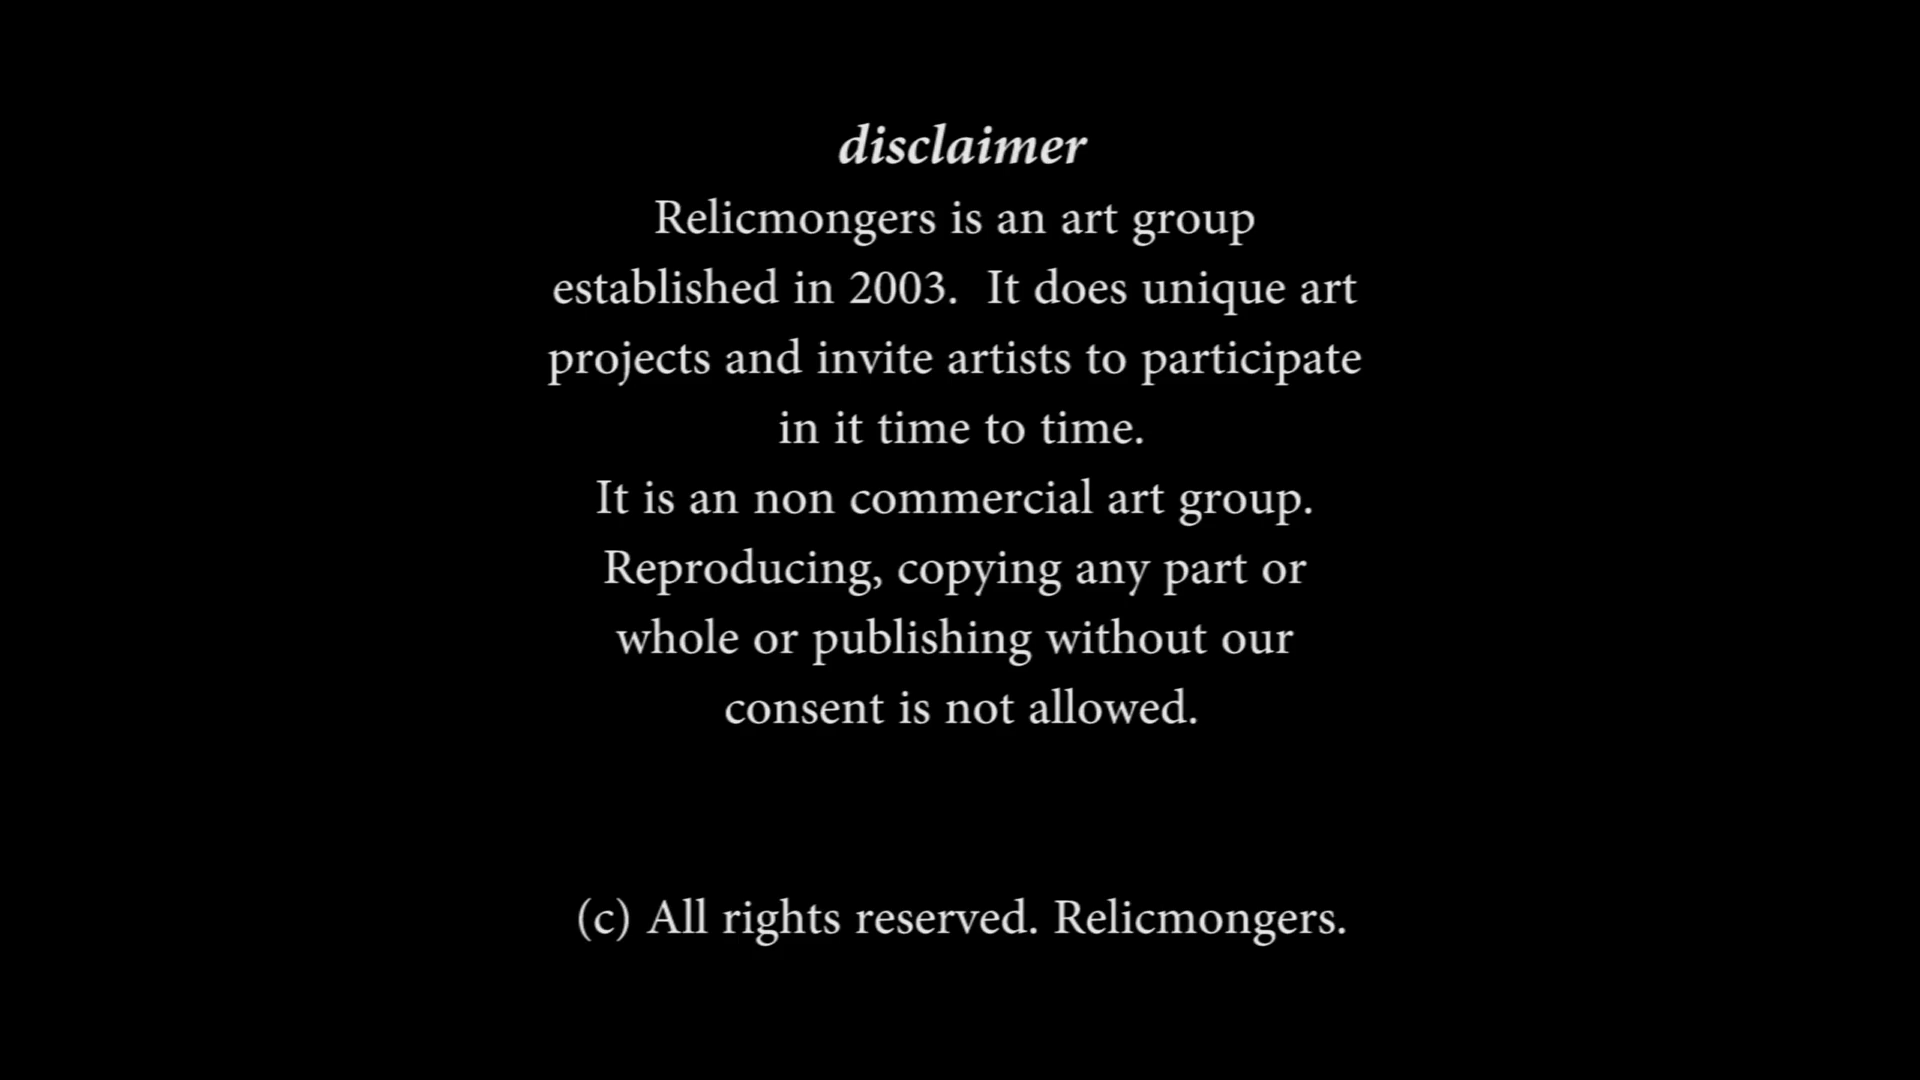 disclaimer
Relicmongers is an art group
established in 2003.  It does unique art
projects and invite artists to participate
in it time to time.
It is an non commercial art group.
Reproducing, copying any part or
whole or publishing without our
consent is not allowed.
(c) All rights reserved. Relicmongers.